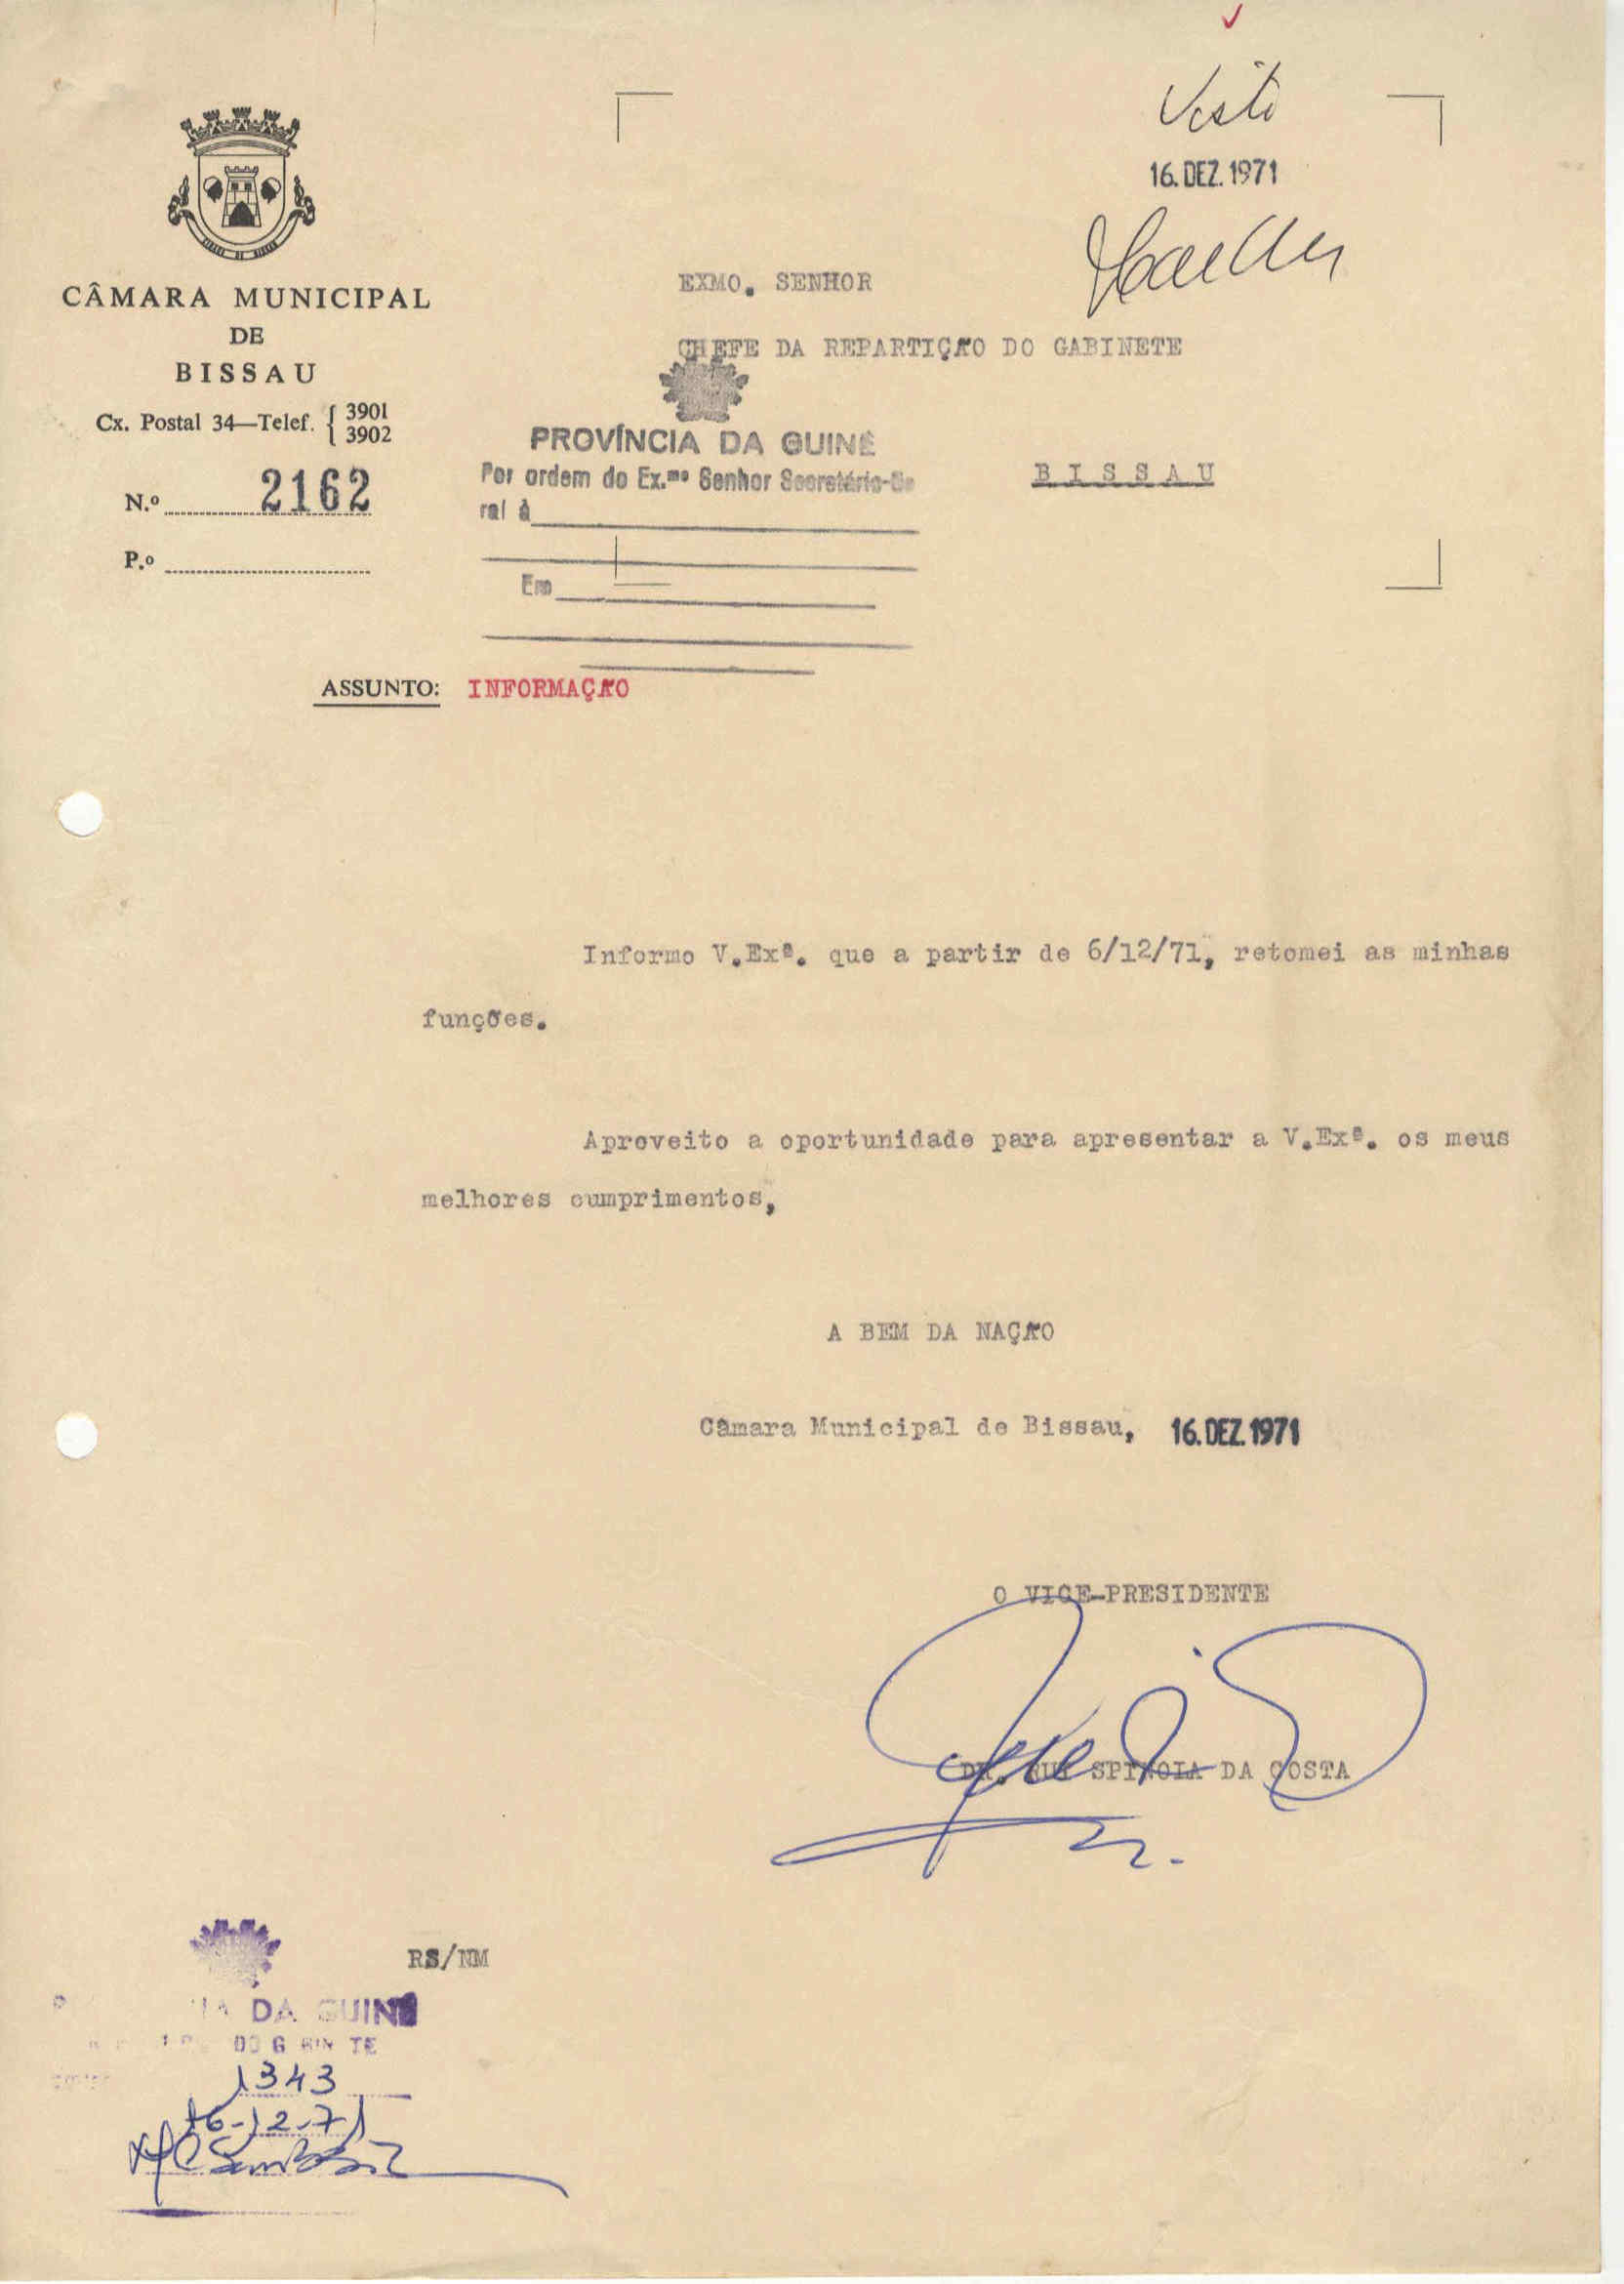 Visto
16.DEZ.1971
CÂMARA MUNICIPAL
DE
BISSAU
Cx. Postal 34—Telef. { 3901
3902
N.º 2162
P.º
EXMO. SENHOR
CHEFE DA REPARTIÇÃO DO GABINETE
PROVÍNCIA DA GUINÉ
Por ordem do Ex.mo Senhor Secretário-Ge
ral à
Em
BISSAU
ASSUNTO: INFORMAÇÃO
Informo V.Exª. que a partir de 6/12/71, retomei as minhas
funções.
Aproveito a oportunidade para apresentar a V.Exª. os meus
melhores cumprimentos,
A BEM DA NAÇÃO
Câmara Municipal de Bissau, 16.DEZ.1971
O VICE-PRESIDENTE
DR. RUI SPINOLA DA COSTA
RS/NM
DA GUINÉ
1343
16-12-71